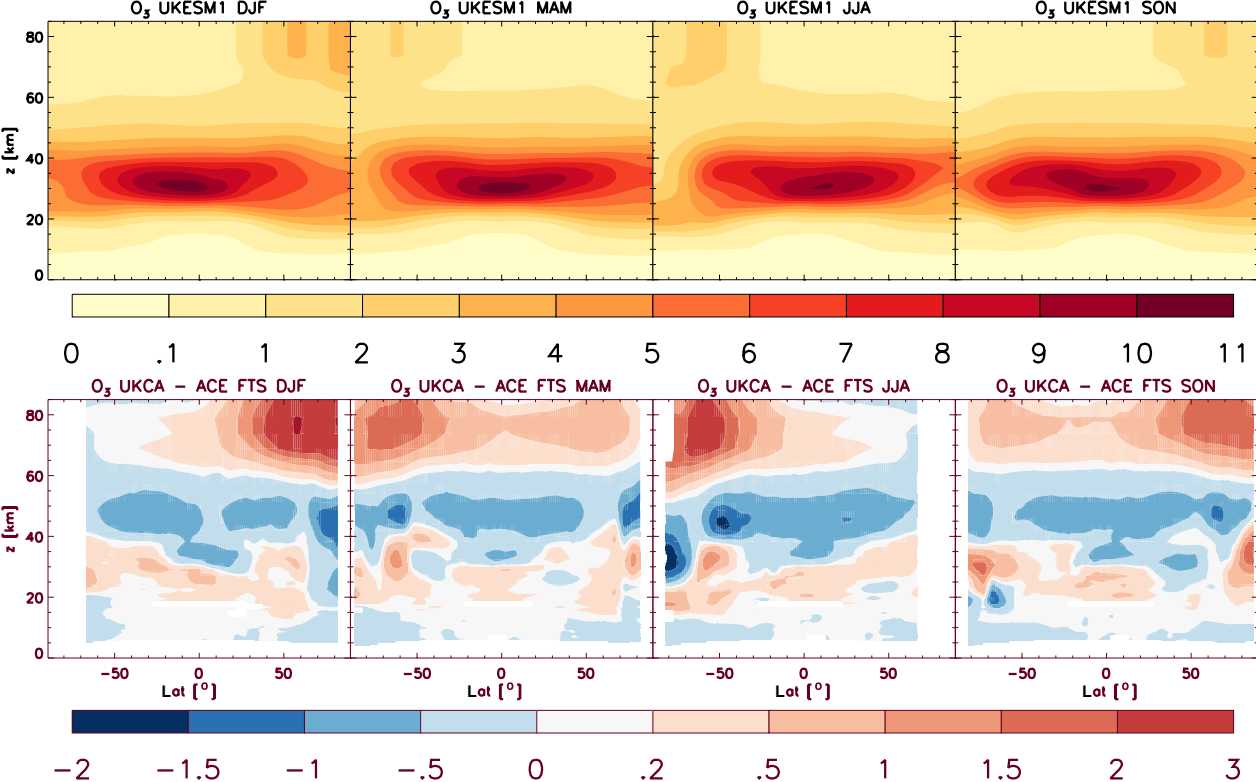 O₃ UKESM1 DJF O₃ UKESM1 MAM O₃ UKESM1 JJA O₃ UKESM1 SON
80
60
z [km]
40
20
0
0 .1 1 2 3 4 5 6 7 8 9 10 11
O₃ UKCA – ACE FTS DJF O₃ UKCA – ACE FTS MAM O₃ UKCA – ACE FTS JJA O₃ UKCA – ACE FTS SON
80
60
z [km]
40
20
0
−50 0 50 −50 0 50 −50 0 50 −50 0 50
Lat [°] Lat [°] Lat [°] Lat [°]
−2 −1.5 −1 −.5 0 .2 .5 1 1.5 2 3